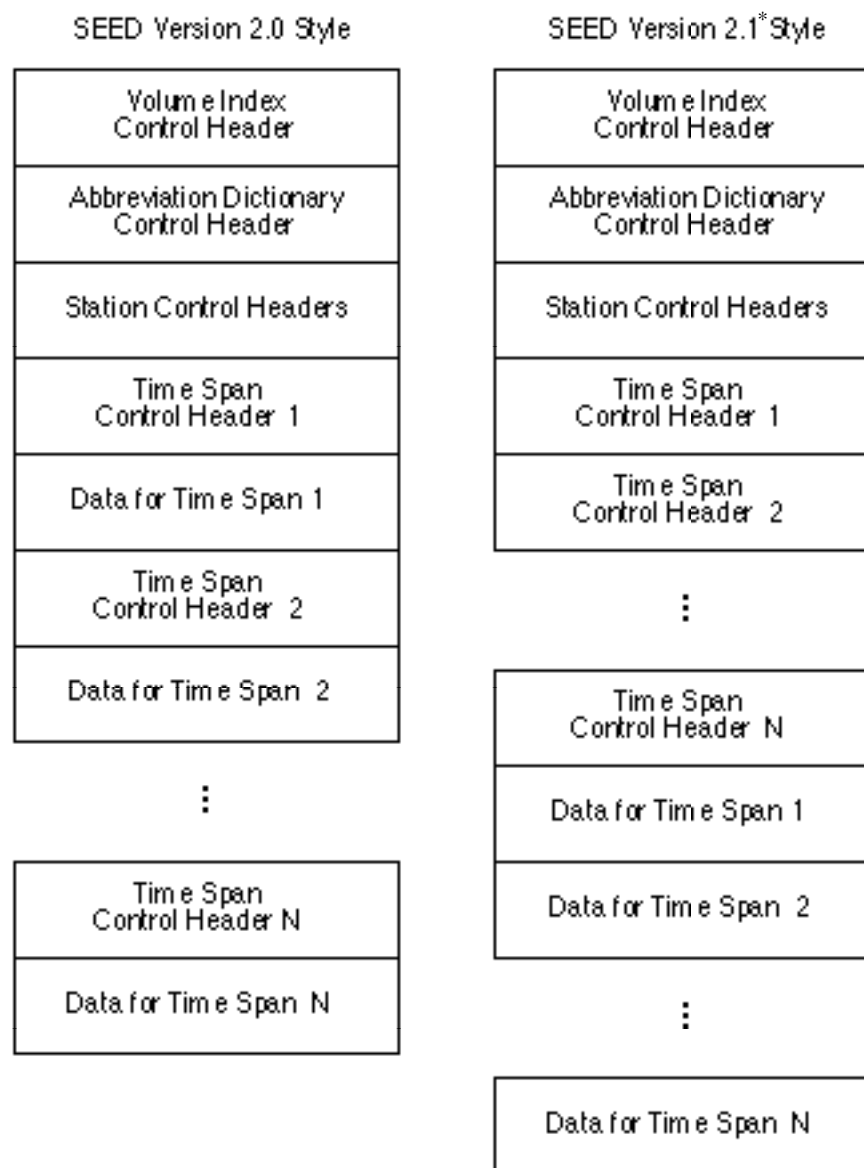 SEED Version 2.0 Style
Volume Index
Control Header
Abbreviation Dictionary
Control Header
Station Control Headers
Time Span
Control Header 1
Data for Time Span 1
Time Span
Control Header 2
Data for Time Span 2
⋮
Time Span
Control Header N
Data for Time Span N
SEED Version 2.1* Style
Volume Index
Control Header
Abbreviation Dictionary
Control Header
Station Control Headers
Time Span
Control Header 1
Time Span
Control Header 2
⋮
Time Span
Control Header N
Data for Time Span 1
Data for Time Span 2
⋮
Data for Time Span N